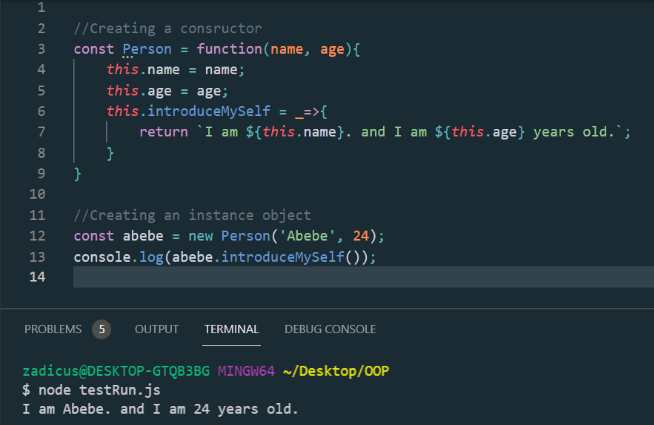 1
2 //Creating a consructor
3 const Person = function(name, age){
4     this.name = name;
5     this.age = age;
6     this.introduceMySelf = _=>{
7         return `I am ${this.name}. and I am ${this.age} years old.`;
8     }
9 }
10
11 //Creating an instance object
12 const abebe = new Person('Abebe', 24);
13 console.log(abebe.introduceMySelf());
14
PROBLEMS 5 OUTPUT TERMINAL DEBUG CONSOLE
zadicus@DESKTOP-GTQB3BG MINGW64 ~/Desktop/OOP
$ node testRun.js
I am Abebe. and I am 24 years old.